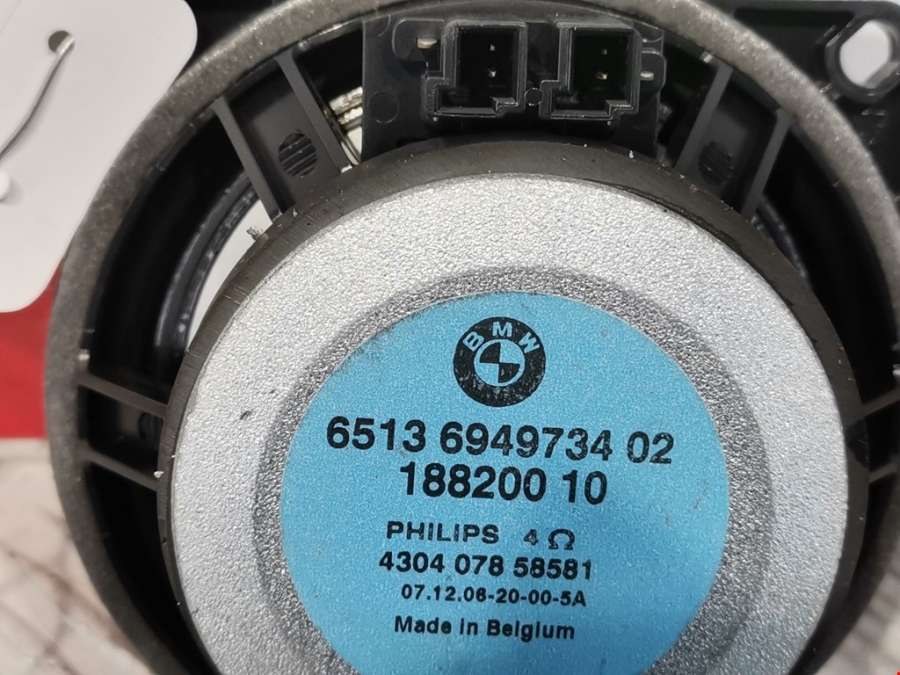 BMW
6513 6949734 02
188200 10
PHILIPS 4Ω
4304 078 58581
07.12.06-20-00-5A
Made in Belgium